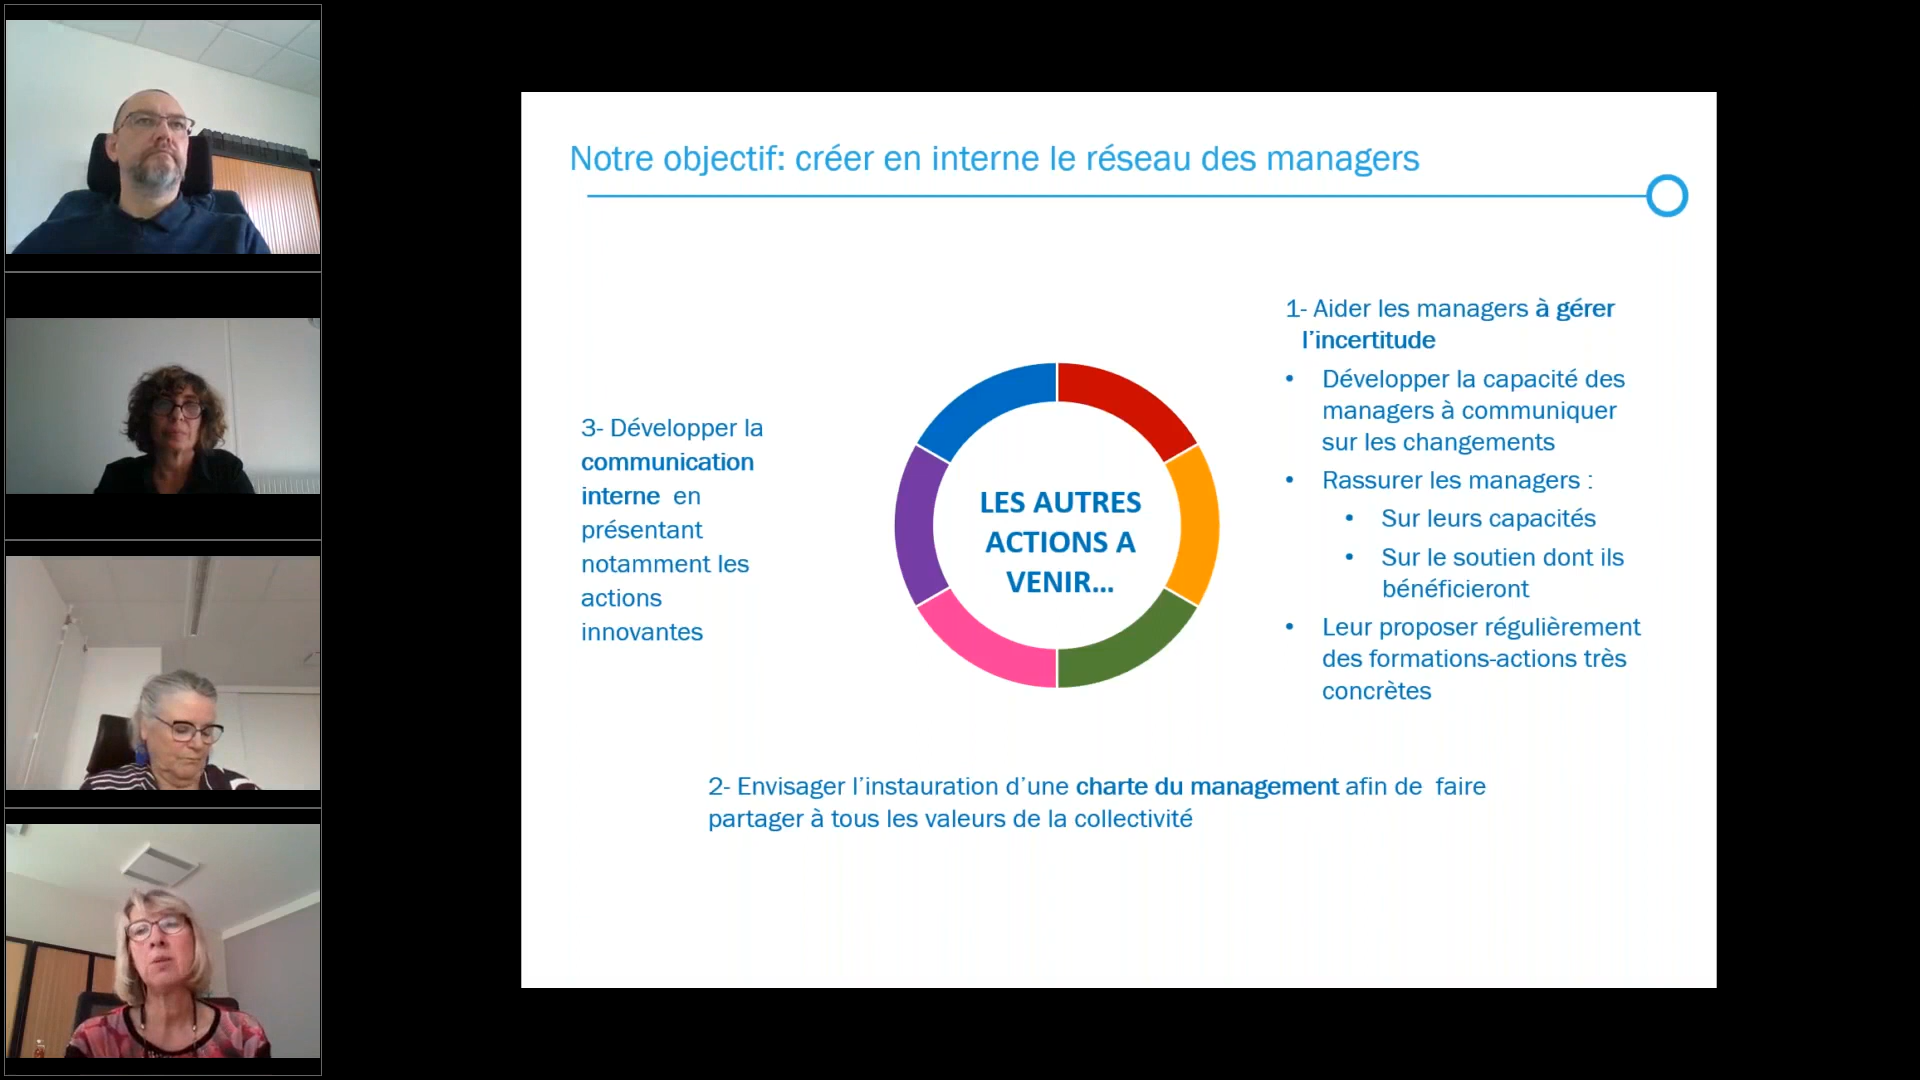 Notre objectif: créer en interne le réseau des managers
1- Aider les managers à gérer
l’incertitude
• Développer la capacité des
managers à communiquer
sur les changements
• Rassurer les managers :
• Sur leurs capacités
• Sur le soutien dont ils
bénéficieront
• Leur proposer régulièrement
des formations-actions très
concrètes
LES AUTRES
ACTIONS A
VENIR...
3- Développer la
communication
interne en
présentant
notamment les
actions
innovantes
2- Envisager l’instauration d’une charte du management afin de faire
partager à tous les valeurs de la collectivité